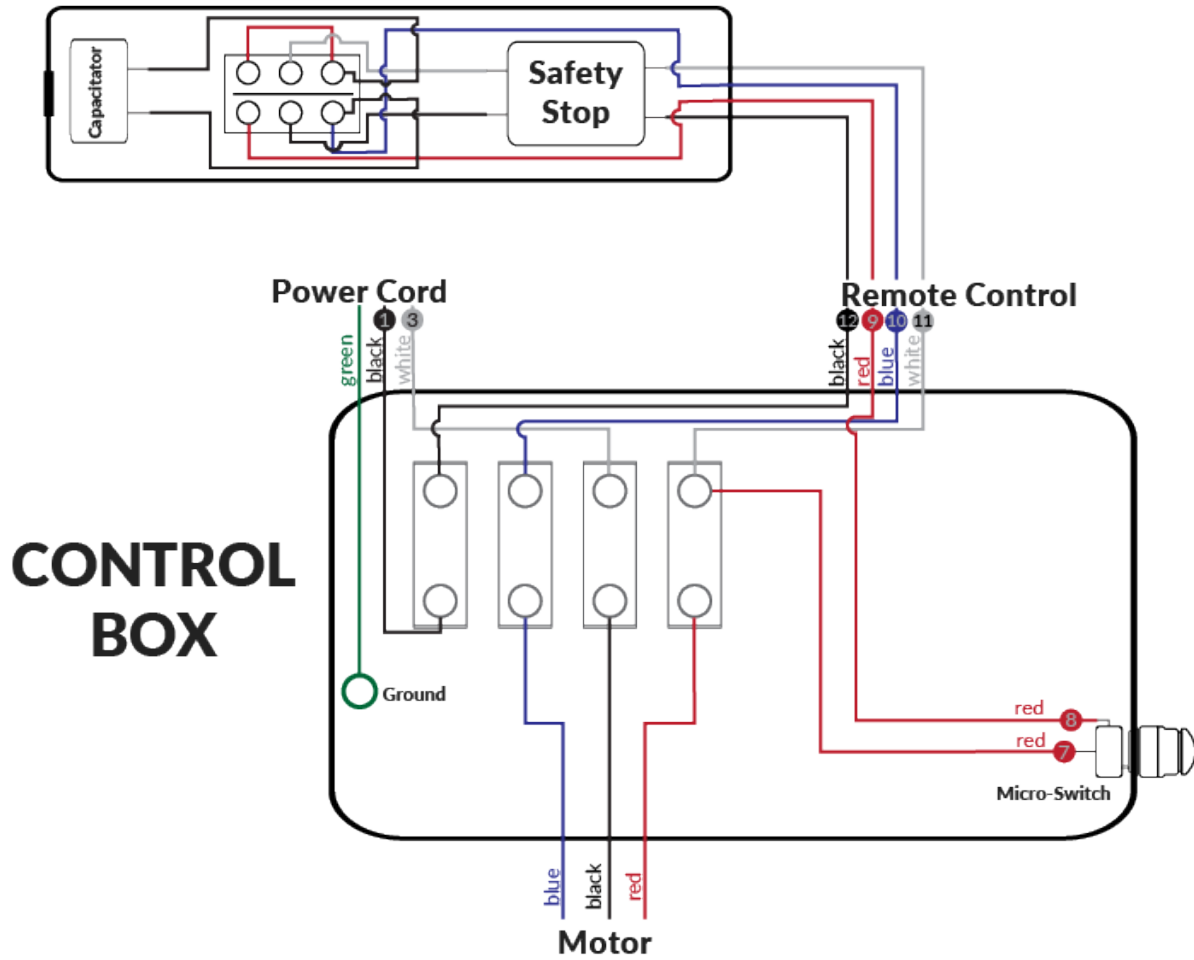 Capacitator
Safety
Stop
Power Cord
Remote Control
1
3
12
9
10
11
green
black
white
black
red
blue
white
CONTROL
BOX
Ground
red
8
red
7
Micro-Switch
blue
black
red
Motor